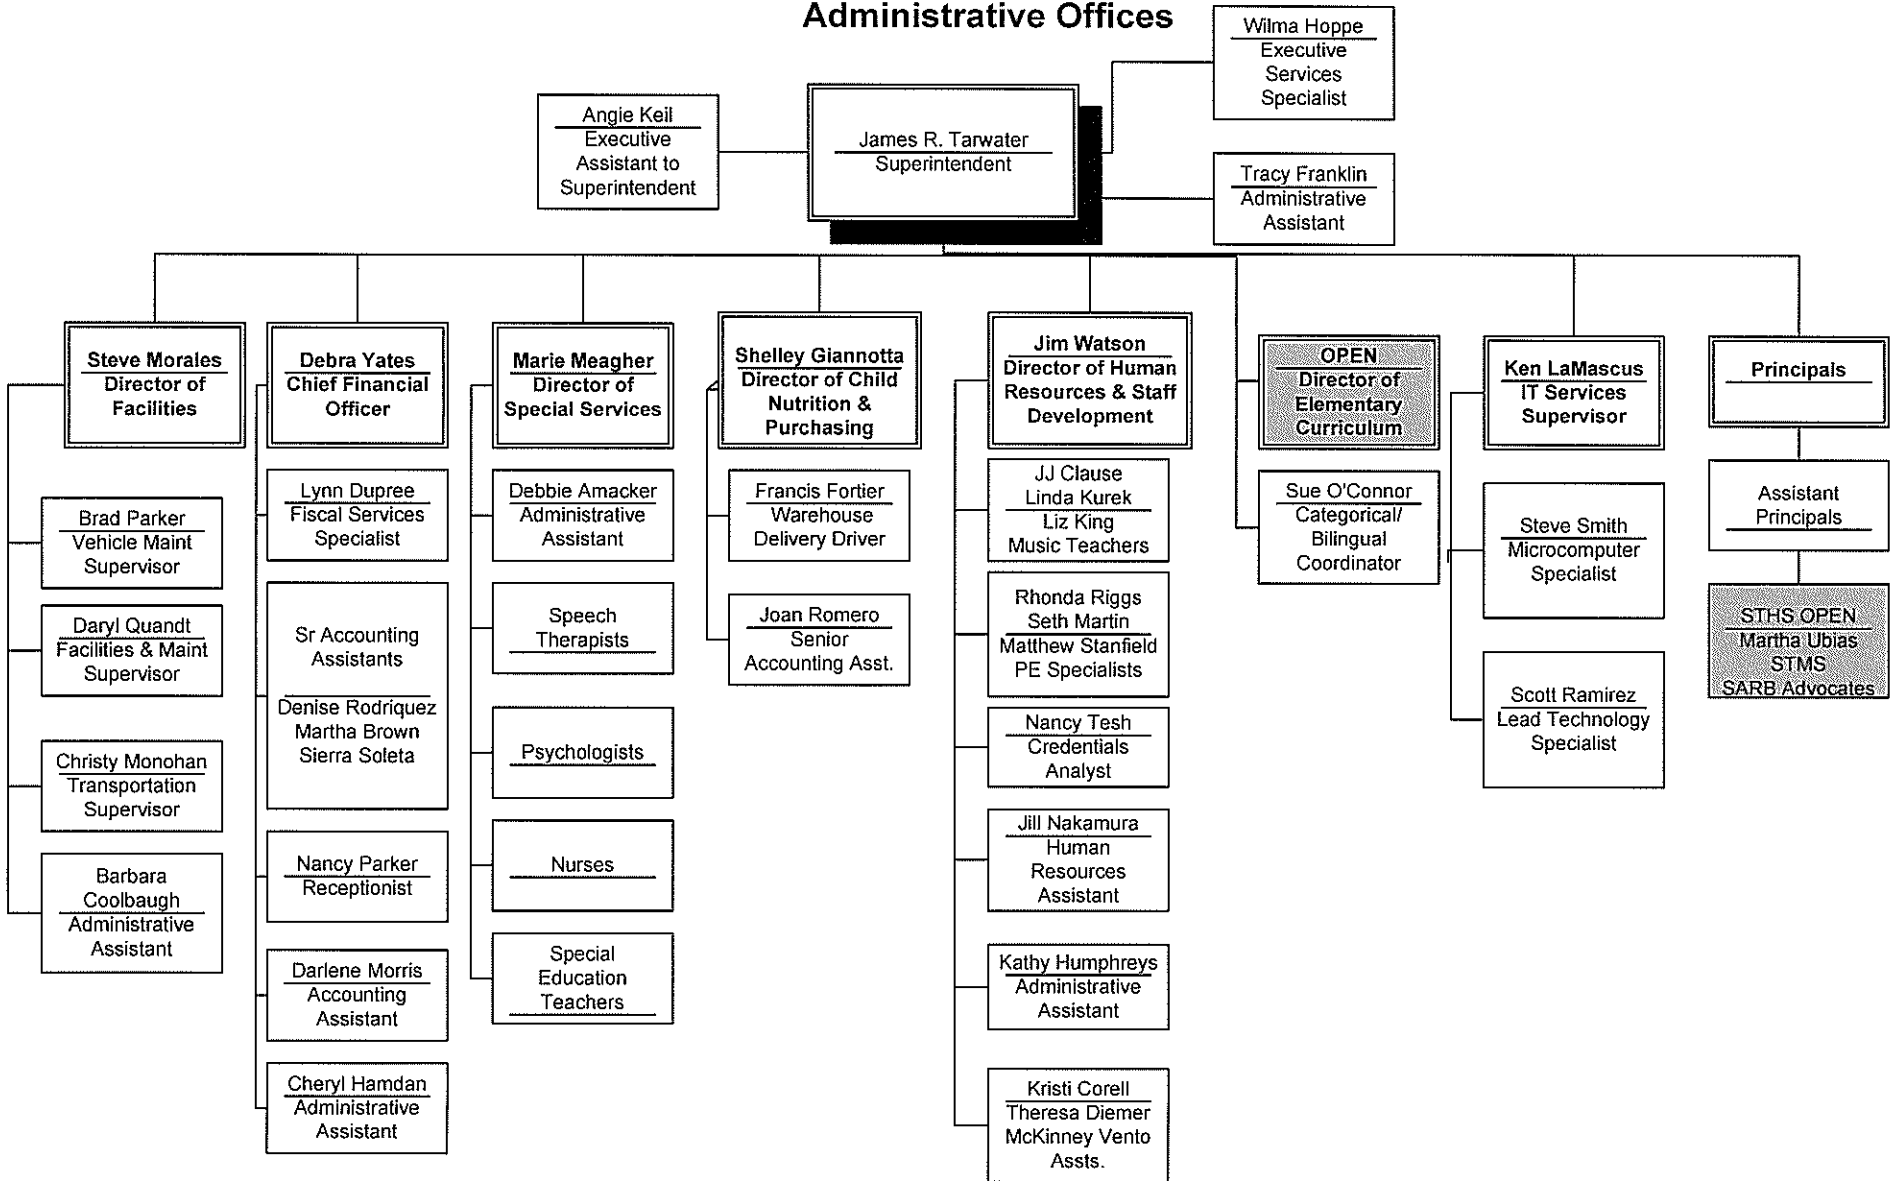 Administrative Offices
Wilma Hoppe
Executive
Services
Specialist
Angie Keil
Executive
Assistant to
Superintendent
James R. Tarwater
Superintendent
Tracy Franklin
Administrative
Assistant
Steve Morales
Director of
Facilities
Brad Parker
Vehicle Maint
Supervisor
Daryl Quandt
Facilities & Maint
Supervisor
Christy Monohan
Transportation
Supervisor
Barbara
Coolbaugh
Administrative
Assistant
Debra Yates
Chief Financial
Officer
Lynn Dupree
Fiscal Services
Specialist
Sr Accounting
Assistants
Denise Rodriquez
Martha Brown
Sierra Soleta
Nancy Parker
Receptionist
Darlene Morris
Accounting
Assistant
Cheryl Hamdan
Administrative
Assistant
Marie Meagher
Director of
Special Services
Debbie Amacker
Administrative
Assistant
Speech
Therapists
Psychologists
Nurses
Special
Education
Teachers
Shelley Giannotta
Director of Child
Nutrition &
Purchasing
Francis Fortier
Warehouse
Delivery Driver
Joan Romero
Senior
Accounting Asst.
Jim Watson
Director of Human
Resources & Staff
Development
JJ Clause
Linda Kurek
Liz King
Music Teachers
Rhonda Riggs
Seth Martin
Matthew Stanfield
PE Specialists
Nancy Tesh
Credentials
Analyst
Jill Nakamura
Human
Resources
Assistant
Kathy Humphreys
Administrative
Assistant
Kristi Corell
Theresa Diemer
McKinney Vento
Assts.
OPEN
Director of
Elementary
Curriculum
Sue O'Connor
Categorical/
Bilingual
Coordinator
Ken LaMascus
IT Services
Supervisor
Steve Smith
Microcomputer
Specialist
Scott Ramirez
Lead Technology
Specialist
Principals
Assistant
Principals
STHS OPEN
Martha Ubias
STMS
SARB Advocates